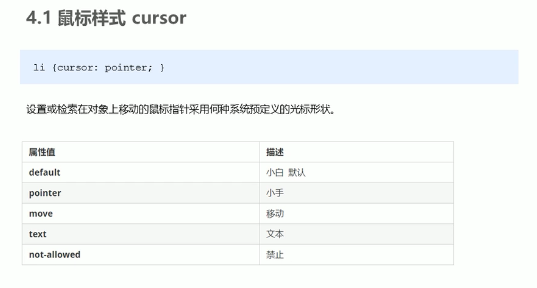 4.1 鼠标样式 cursor
li {cursor: pointer; }
设置或检索在对象上移动的鼠标指针采用何种系统预定义的光标形状。
属性值 描述
default 小白 默认
pointer 小手
move 移动
text 文本
not-allowed 禁止